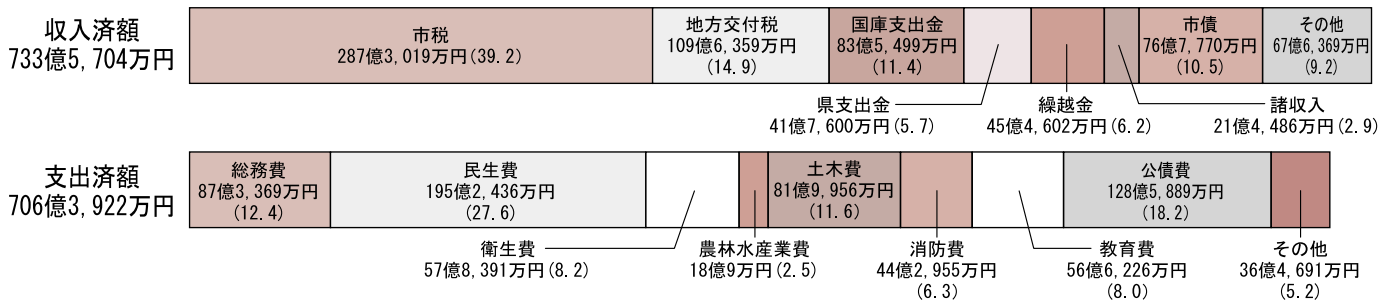 収入済額
733億5,704万円
市税
287億3,019万円(39.2)
地方交付税
109億6,359万円
(14.9)
国庫支出金
83億5,499万円
(11.4)
市債
76億7,770万円
(10.5)
その他
67億6,369万円
(9.2)
県支出金
41億7,600万円(5.7)
繰越金
45億4,602万円(6.2)
諸収入
21億4,486万円(2.9)
支出済額
706億3,922万円
総務費
87億3,369万円
(12.4)
民生費
195億2,436万円
(27.6)
土木費
81億9,956万円
(11.6)
公債費
128億5,889万円
(18.2)
衛生費
57億8,391万円(8.2)
農林水産業費
18億9万円(2.5)
消防費
44億2,955万円
(6.3)
教育費
56億6,226万円
(8.0)
その他
36億4,691万円
(5.2)